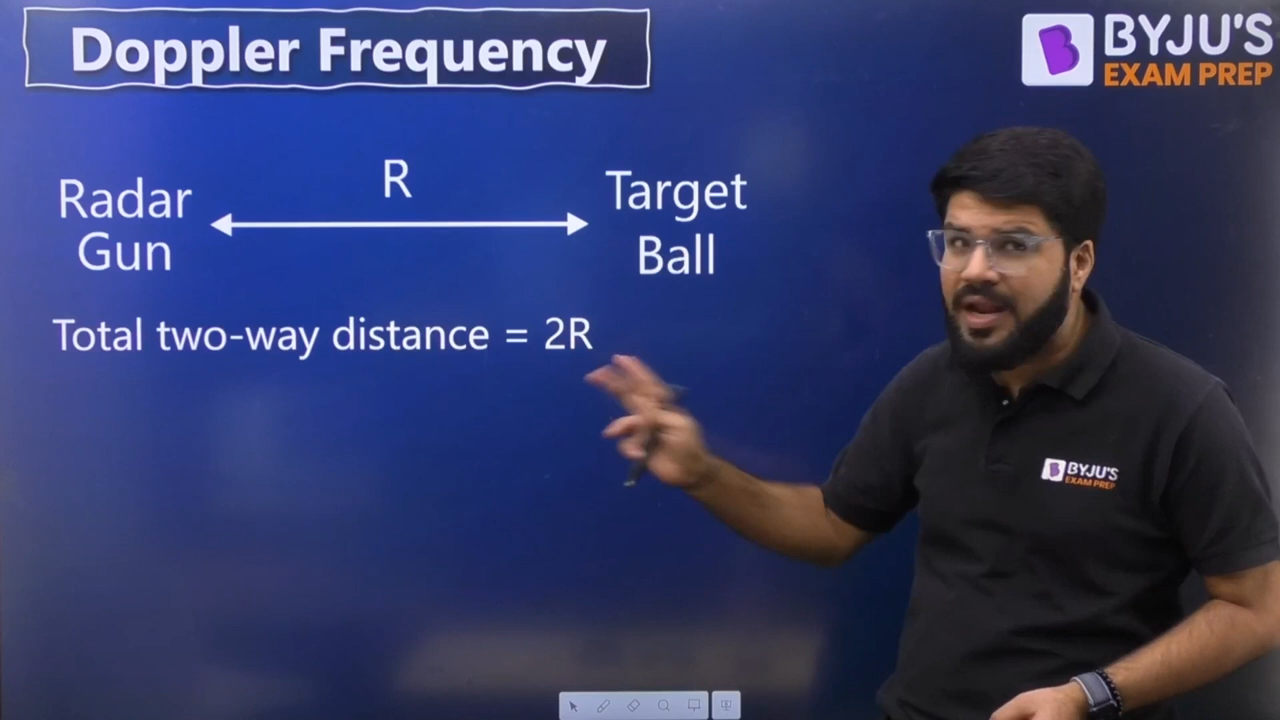 Doppler Frequency
BYJU'S
EXAM PREP
R
Radar
Gun
Target
Ball
Total two-way distance = 2R
BYJU'S
EXAM PREP